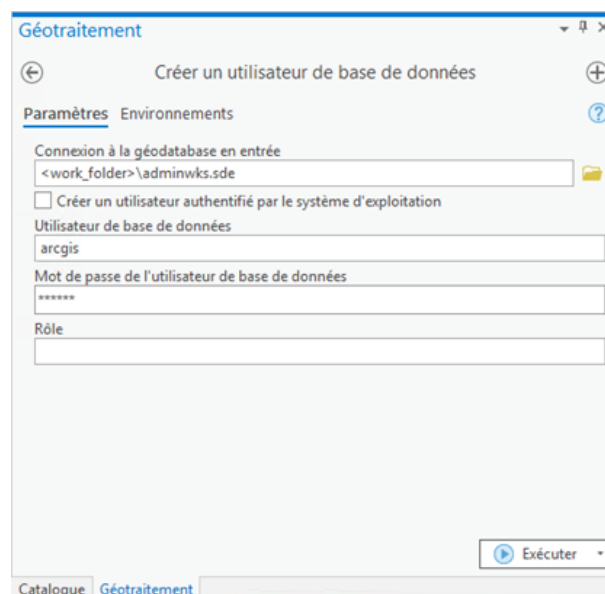 Géotraitement
Créer un utilisateur de base de données
Paramètres Environnements
Connexion à la géodatabase en entrée
<work_folder>\adminwks.sde
Créer un utilisateur authentifié par le système d'exploitation
Utilisateur de base de données
arcgis
Mot de passe de l'utilisateur de base de données
******
Rôle
Exécuter
Catalogue Géotraitement